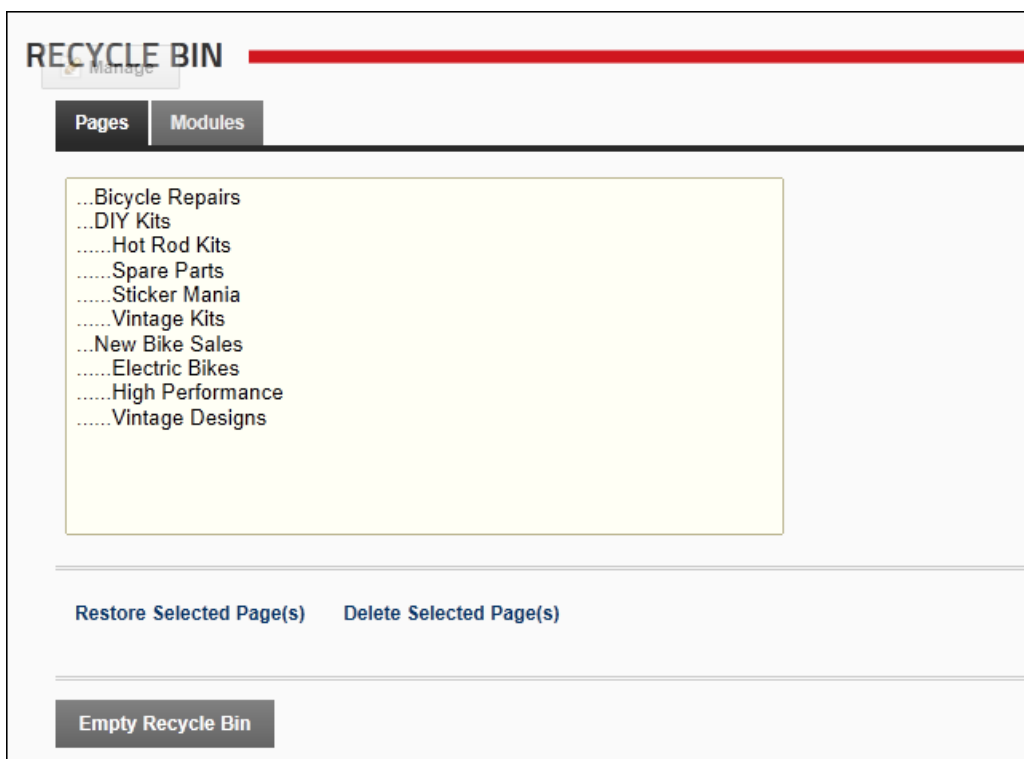 RECYCLE BIN
Manage
Pages Modules
...Bicycle Repairs
...DIY Kits
......Hot Rod Kits
......Spare Parts
......Sticker Mania
......Vintage Kits
...New Bike Sales
......Electric Bikes
......High Performance
......Vintage Designs
Restore Selected Page(s) Delete Selected Page(s)
Empty Recycle Bin